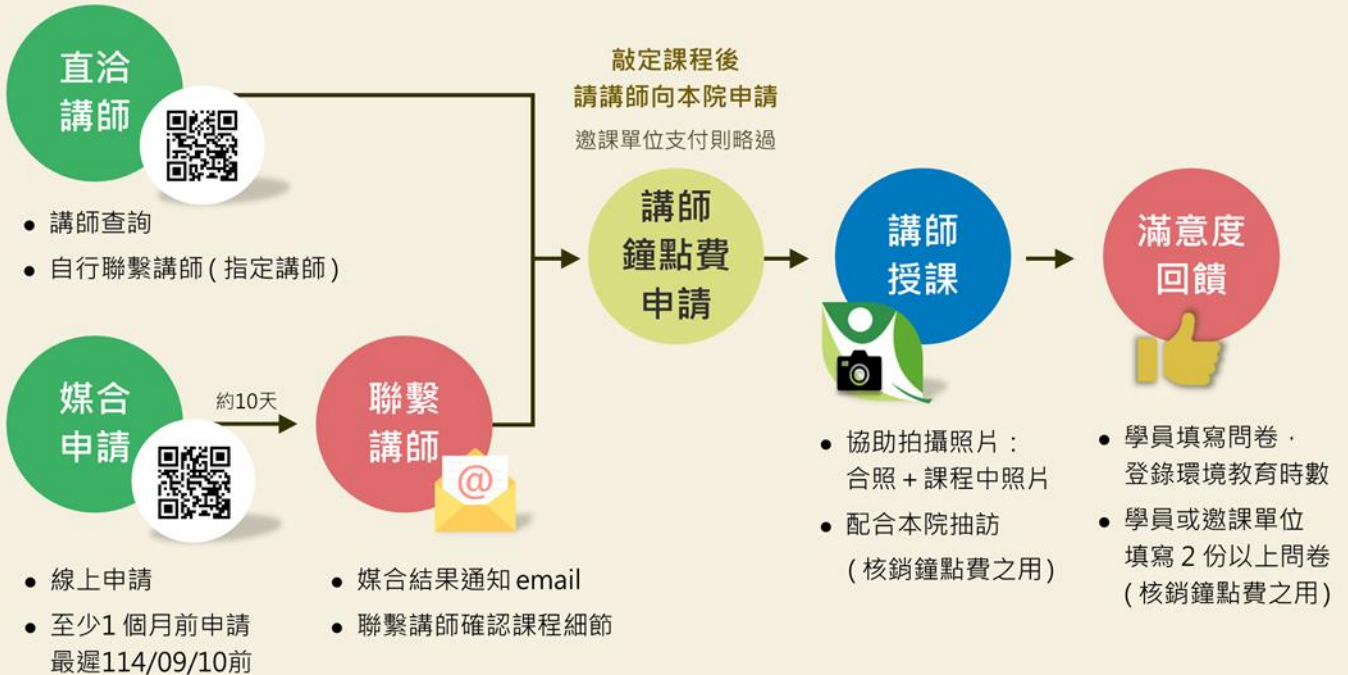 直洽
講師
● 講師查詢
● 自行聯繫講師 ( 指定講師 )
媒合
申請
● 線上申請
● 至少1 個月前申請
最遲114/09/10前
約10天
聯繫
講師
@
● 媒合結果通知 email
● 聯繫講師確認課程細節
敲定課程後
請講師向本院申請
邀課單位支付則略過
講師
鐘點費
申請
講師
授課
● 協助拍攝照片：
合照 + 課程中照片
● 配合本院抽訪
( 核銷鐘點費之用 )
滿意度
回饋
● 學員填寫問卷，
登錄環境教育時數
● 學員或邀課單位
填寫 2 份以上問卷
( 核銷鐘點費之用 )